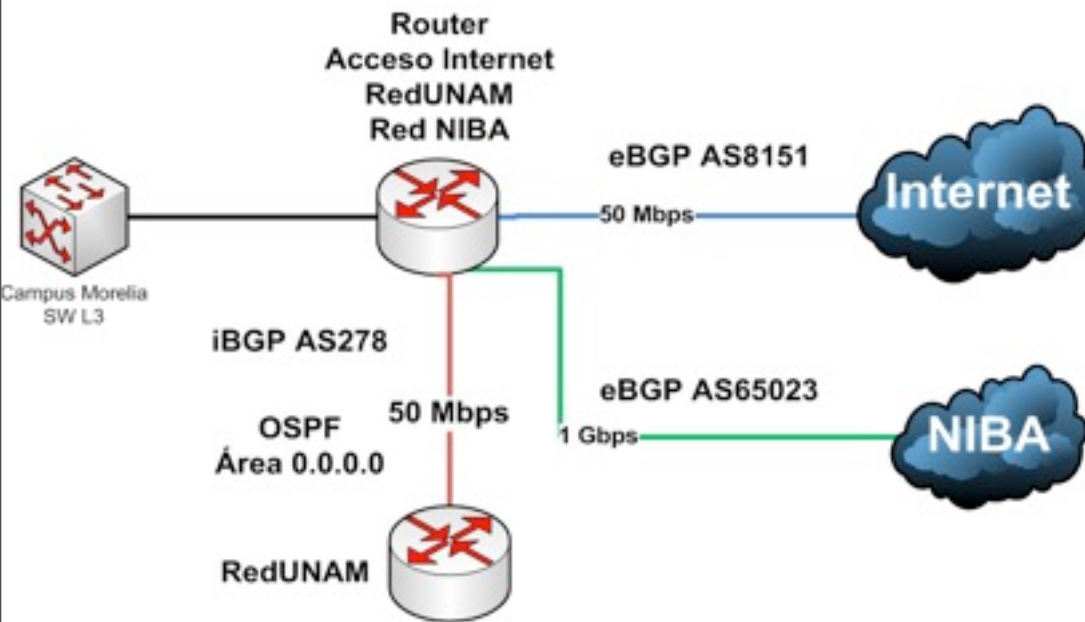 Router
Acceso Internet
RedUNAM
Red NIBA
eBGP AS8151
50 Mbps
Internet
Campus Morelia
SW L3
iBGP AS278
50 Mbps
OSPF
Área 0.0.0.0
eBGP AS65023
1 Gbps
NIBA
RedUNAM